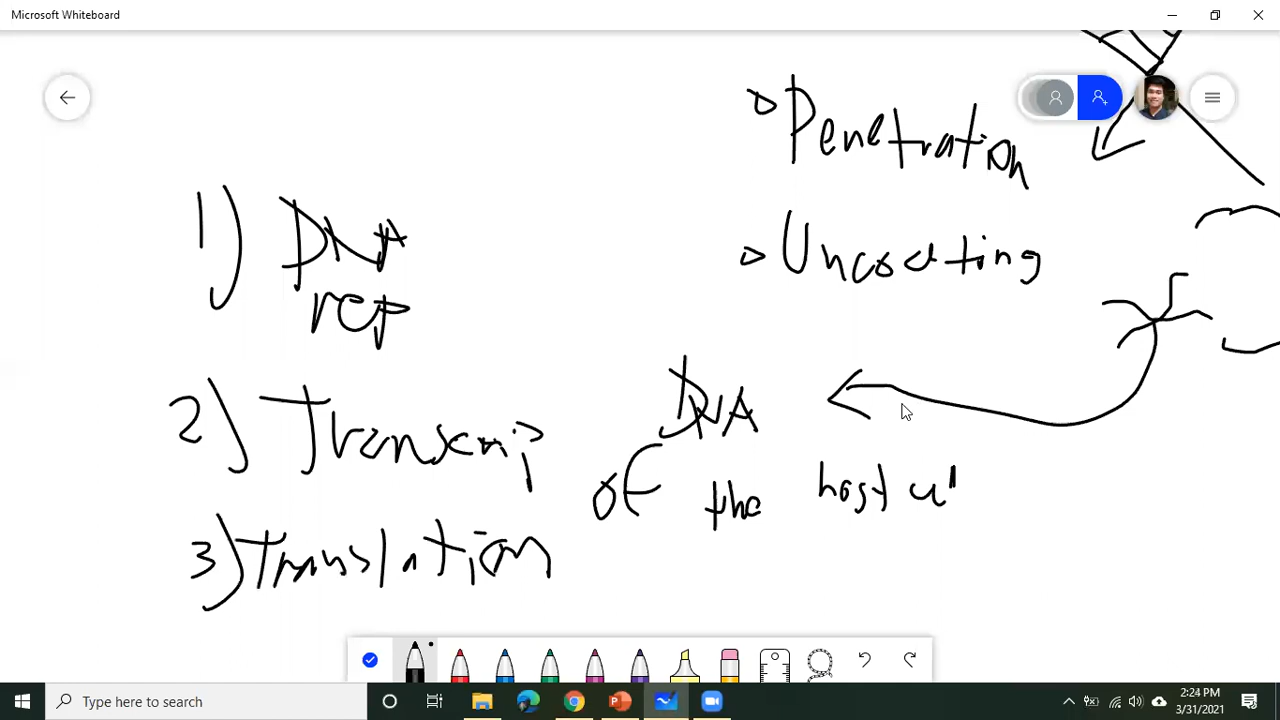 Microsoft Whiteboard
Penetration
Uncoating
1) DNA
rep
2) Transcrip
3) Translation
DNA
of the host
Type here to search
2:24 PM
3/31/2021